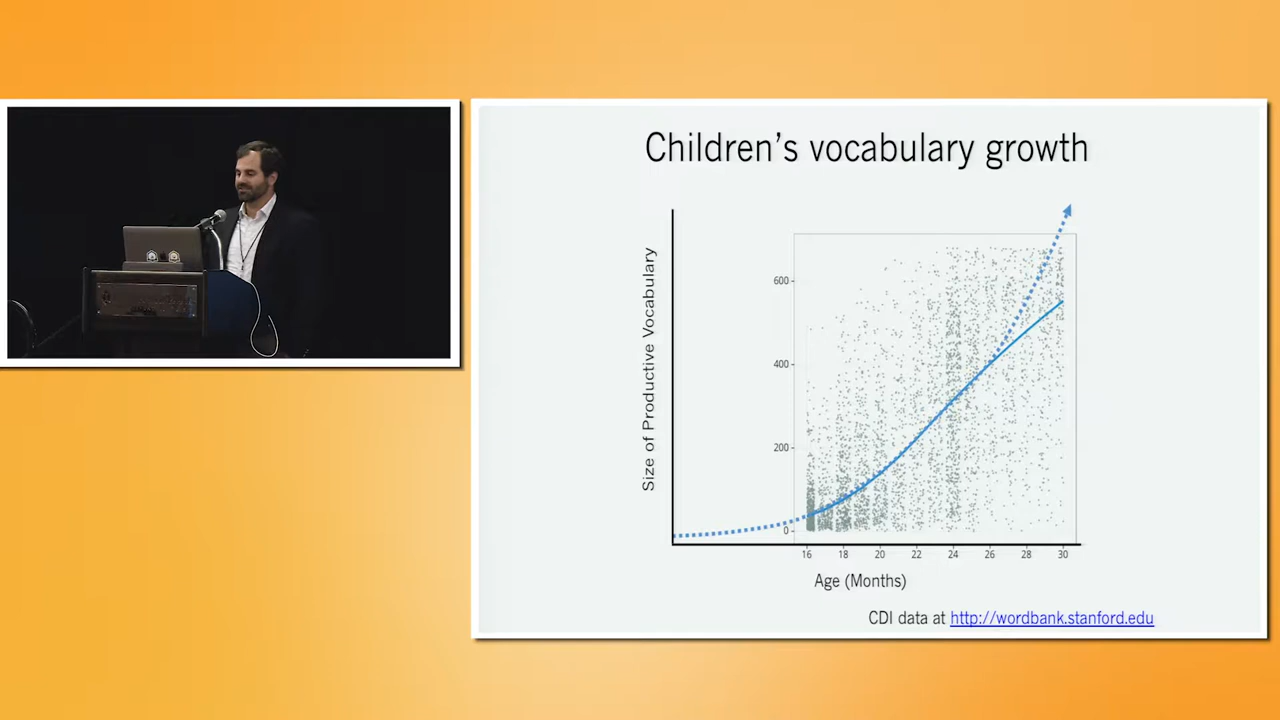 Children's vocabulary growth
Size of Productive Vocabulary
600
400
200
0
16 18 20 22 24 26 28 30
Age (Months)
CDI data at http://wordbank.stanford.edu